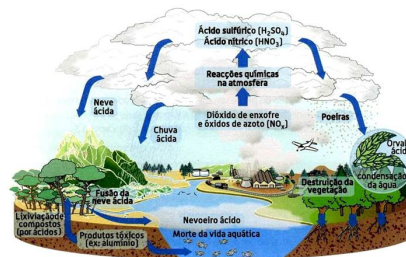 Ácido sulfúrico (H₂SO₄)
Ácido nítrico (HNO₃)
Reacções químicas
na atmosfera
Neve
ácida
Chuva
ácida
Dióxido de enxofre
e óxidos de azoto (NOₓ)
Poeiras
Orvalho
ácido
condensação
da água
Fusão da
neve ácida
Destruição da
vegetação
Lixiviação de
compostos
(por ácidos)
Nevoeiro ácido
Produtos tóxicos
(ex: alumínio)
Morte da vida aquática